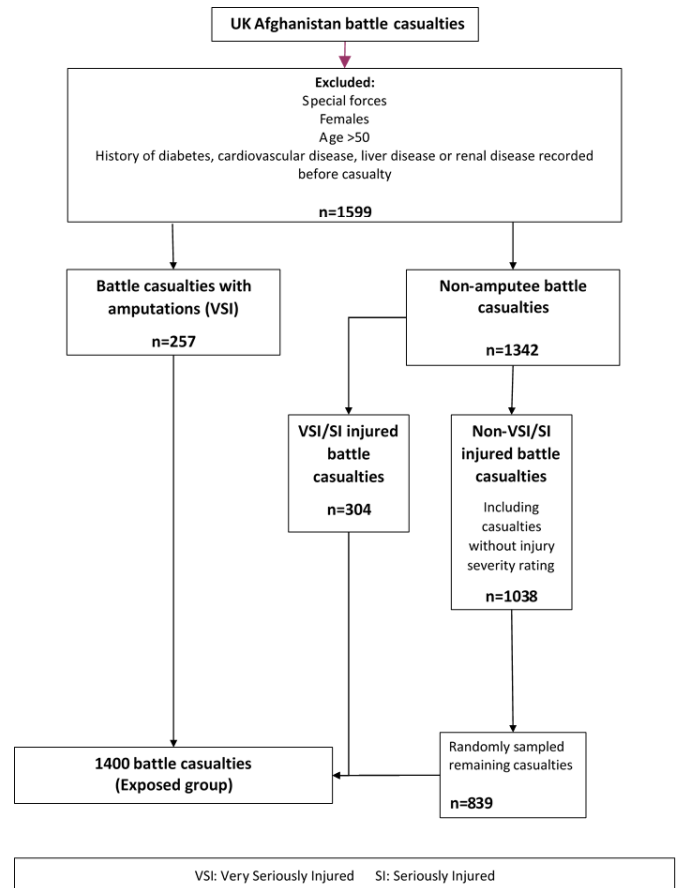 UK Afghanistan battle casualties
Excluded:
Special forces
Females
Age >50
History of diabetes, cardiovascular disease, liver disease or renal disease recorded
before casualty
n=1599
Battle casualties with
amputations (VSI)
n=257
Non-amputee battle
casualties
n=1342
VSI/SI injured
battle
casualties
n=304
Non-VSI/SI
injured battle
casualties
Including
casualties
without injury
severity rating
n=1038
Randomly sampled
remaining casualties
n=839
1400 battle casualties
(Exposed group)
VSI: Very Seriously Injured SI: Seriously Injured